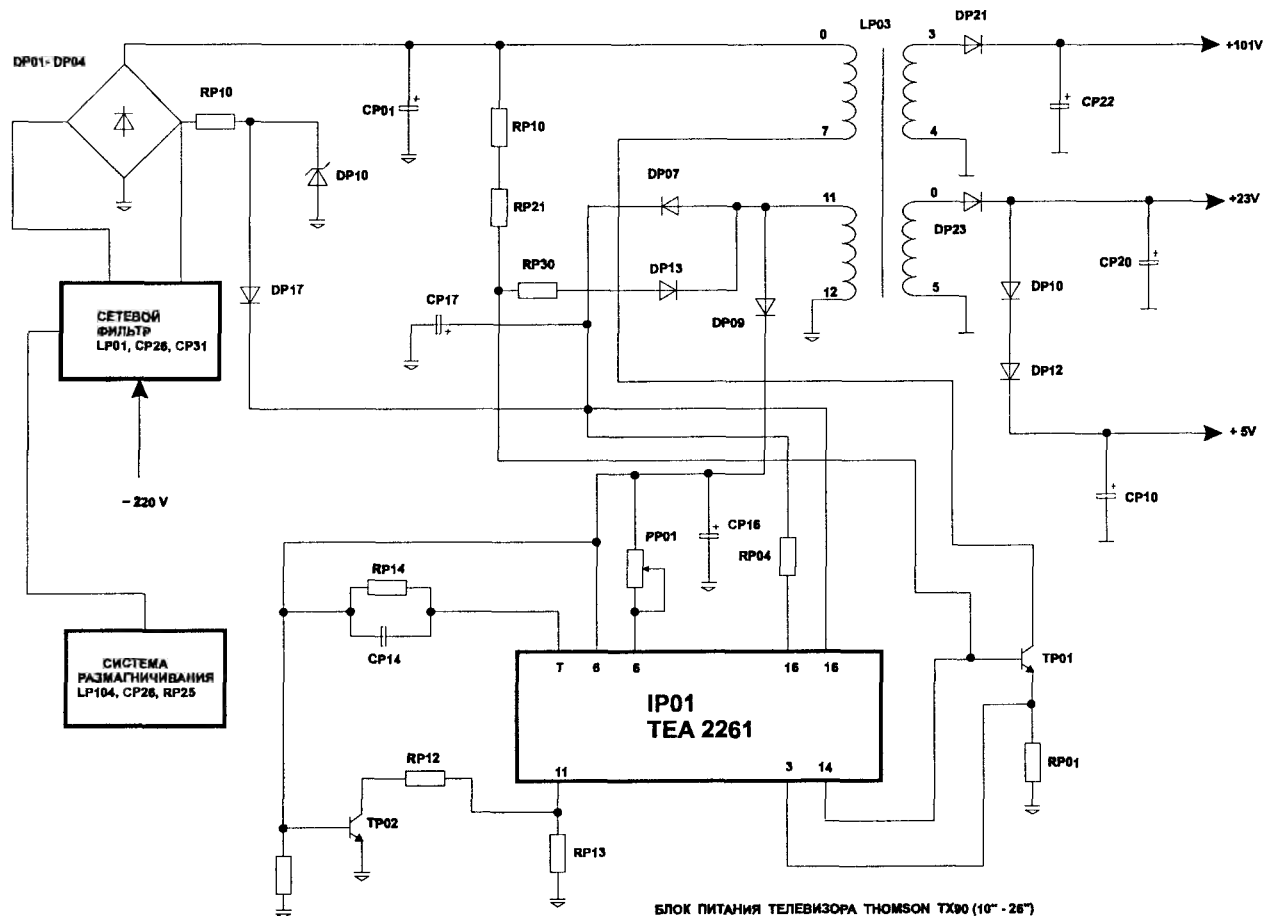 DP01- DP04
RP10
DP10
CP01
RP10
RP21
LP03
0
7
3
4
DP21
CP22
+101V
DP07
11
12
0
5
DP23
+23V
CP20
DP10
DP12
+ 5V
CP10
RP30
DP13
DP09
CP17
DP17
СЕТЕВОЙ
ФИЛЬТР
LP01, CP26, CP31
~ 220 V
PP01
CP16
RP04
RP14
CP14
СИСТЕМА
РАЗМАГНИЧИВАНИЯ
LP104, CP26, RP25
7 6 6 16 16
IP01
TEA 2261
11 3 14
TP01
RP01
RP12
TP02
RP13
БЛОК ПИТАНИЯ ТЕЛЕВИЗОРА THOMSON TX90 (10" - 26")